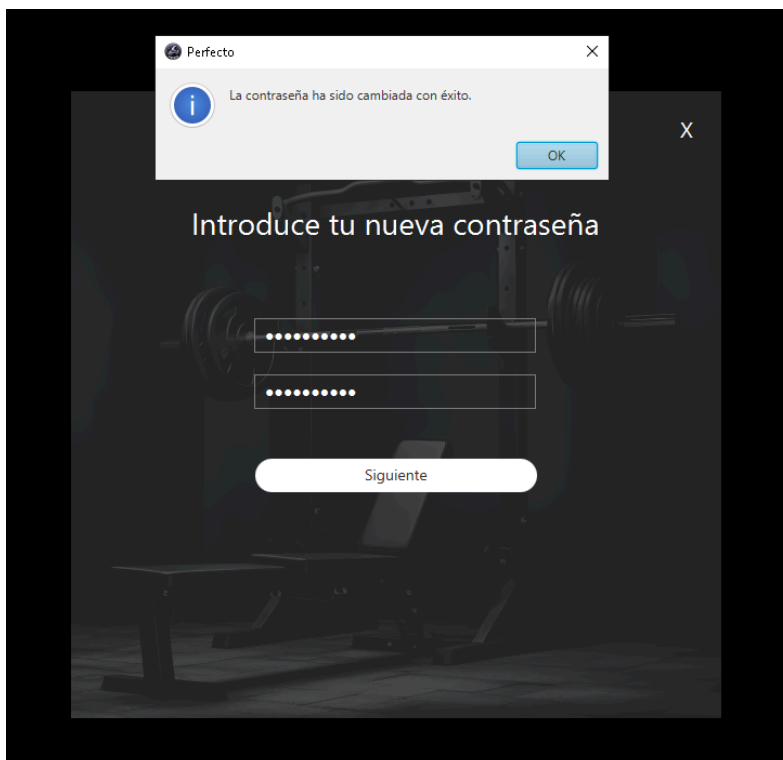 Perfecto
La contraseña ha sido cambiada con éxito.
OK
X
Introduce tu nueva contraseña
••••••••••
••••••••••
Siguiente